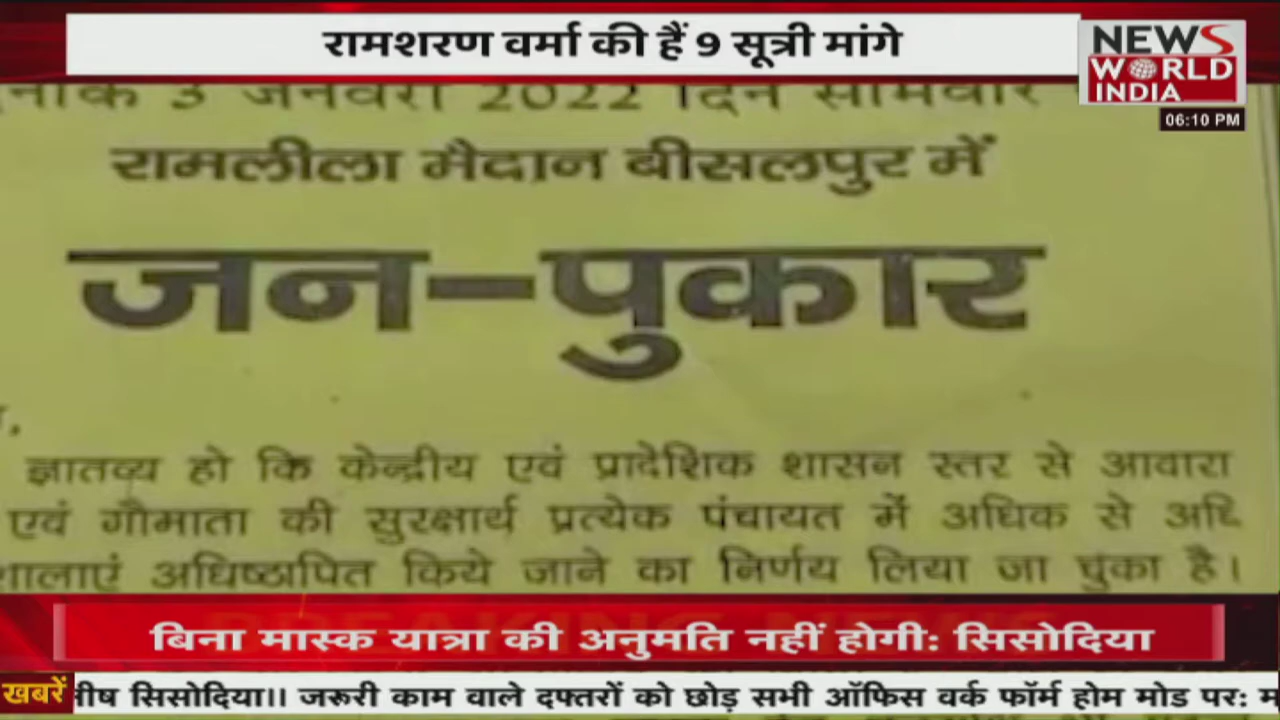 रामशरण वर्मा की हैं 9 सूत्री मांगे
NEWS
WORLD
INDIA
06:10 PM
3 जनवरी 2022 दिन सोमवार
रामलीला मैदान बीसलपुर में
जन-पुकार
ज्ञातव्य हो कि केन्द्रीय एवं प्रादेशिक शासन स्तर से आवारा
एवं गौमाता की सुरक्षार्थ प्रत्येक पंचायत में अधिक से अधि
शालाएं अधिष्ठापित किये जाने का निर्णय लिया जा चुका है।
बिना मास्क यात्रा की अनुमति नहीं होगी: सिसोदिया
खबरें
सिसोदिया।। जरूरी काम वाले दफ्तरों को छोड़ सभी ऑफिस वर्क फॉर्म होम मोड पर: